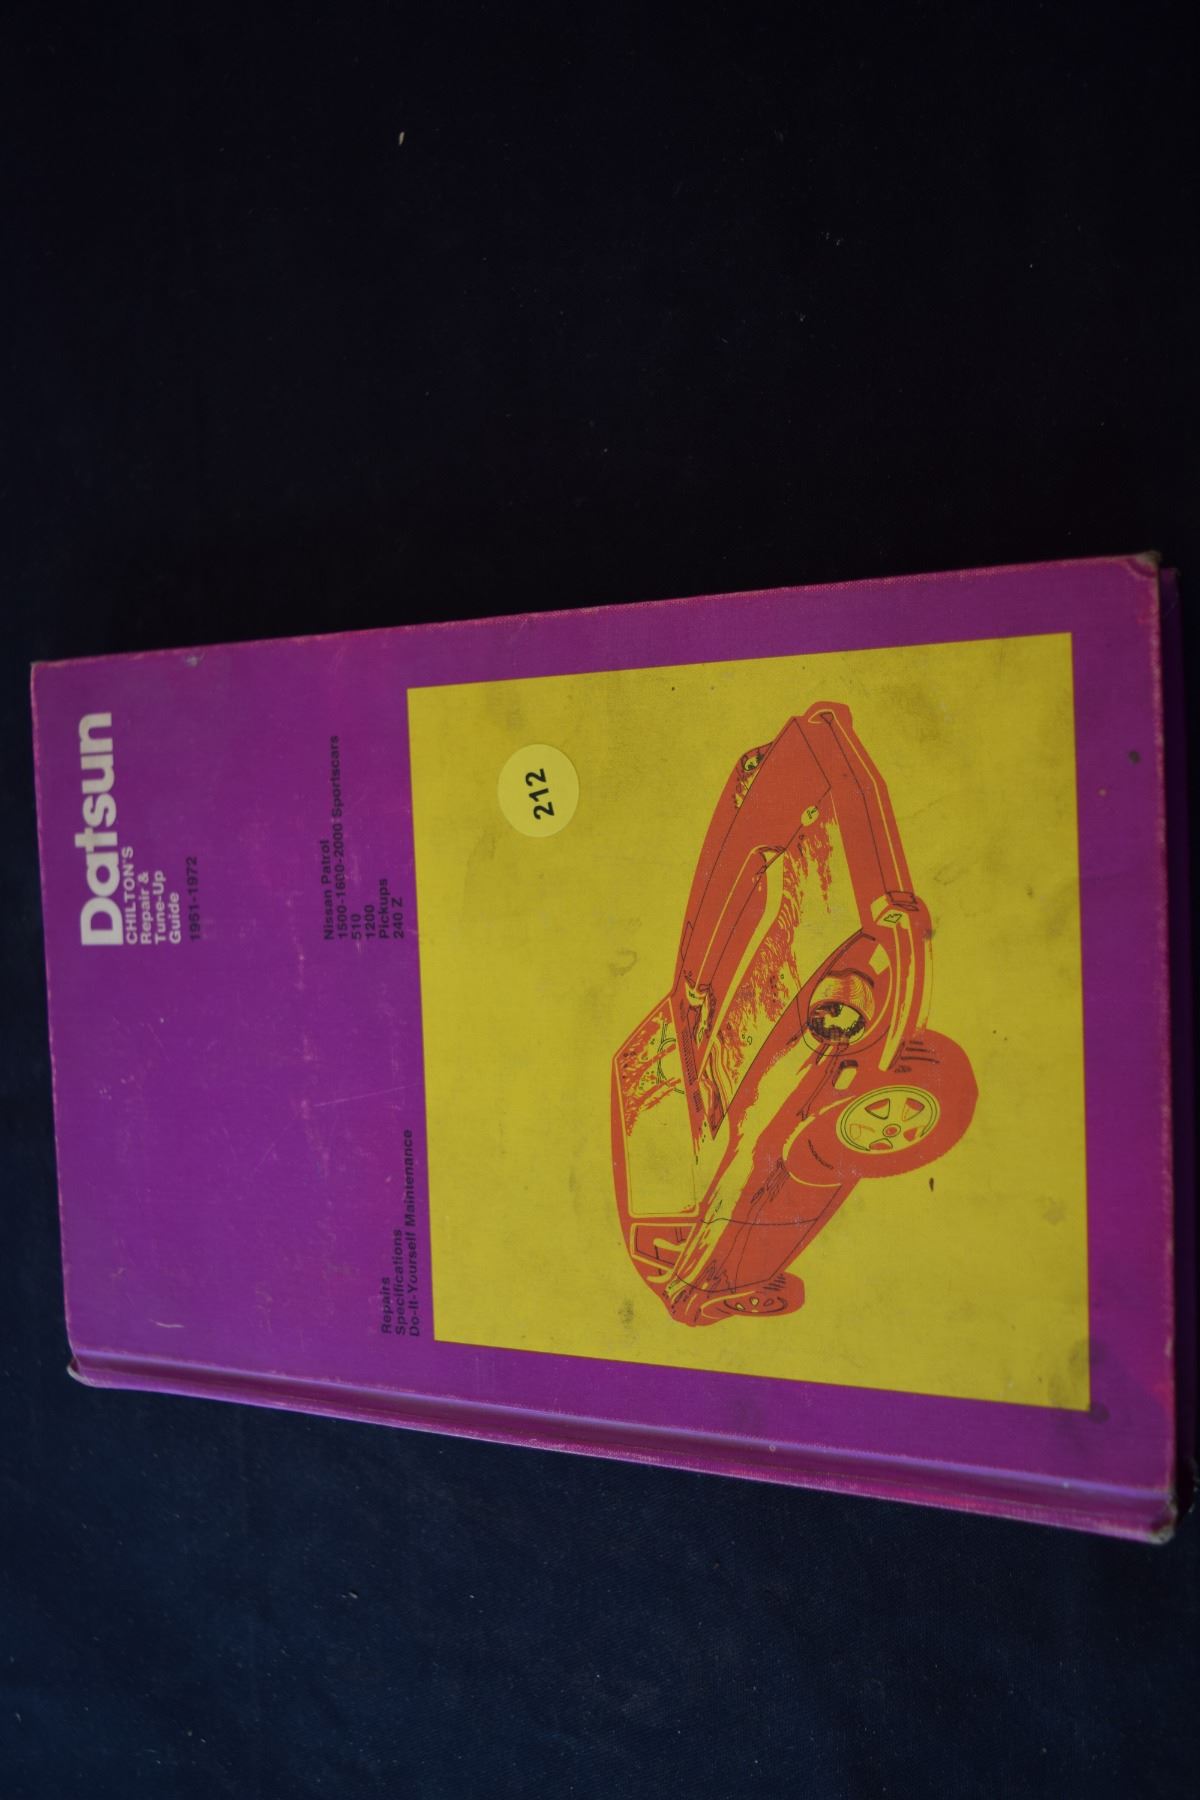 Datsun
CHILTON'S
Repair &
Tune-Up
Guide
1961-1972
Nissan Patrol
1500-1600-2000 Sportscars
510
1200
Pickups
240 Z
Repairs
Specifications
Do-It-Yourself Maintenance
212